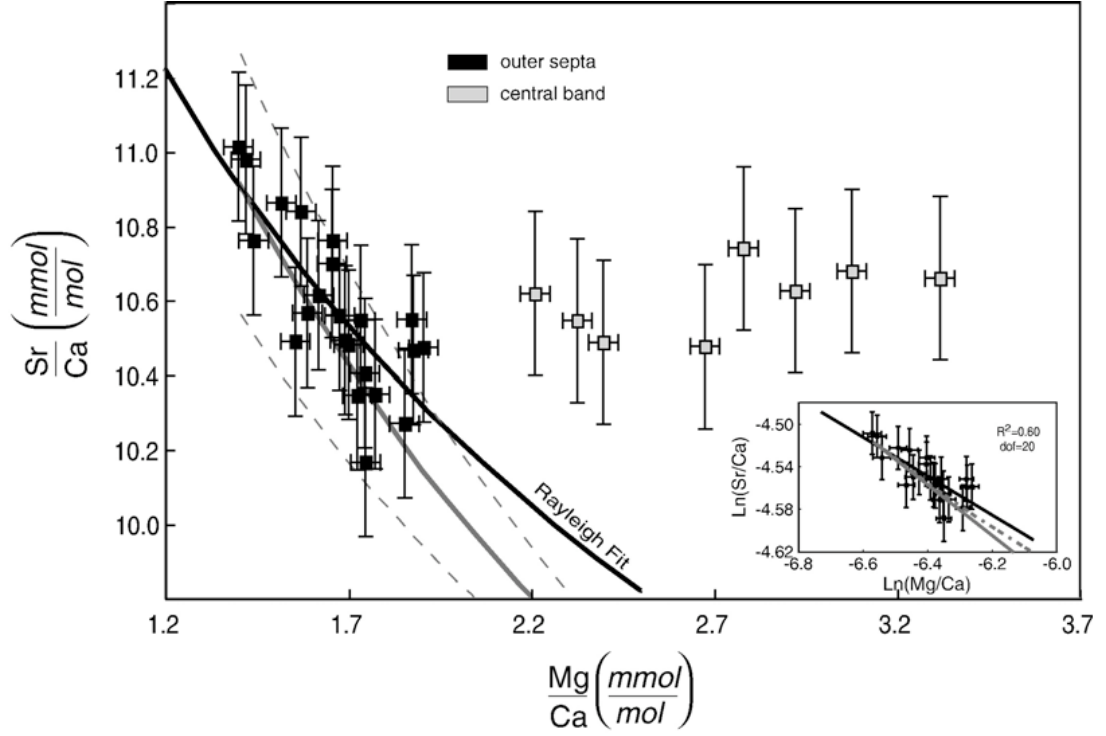 outer septa
central band
11.2
11.0
10.8
10.6
10.4
10.2
10.0
Sr
Ca
(mmol
mol)
Rayleigh Fit
1.2 1.7 2.2 2.7 3.2 3.7
Mg
Ca
(mmol
mol)
R²=0.60
dof=20
Ln(Sr/Ca)
-4.50
-4.54
-4.58
-4.62
-6.8 -6.6 -6.4 -6.2 -6.0
Ln(Mg/Ca)